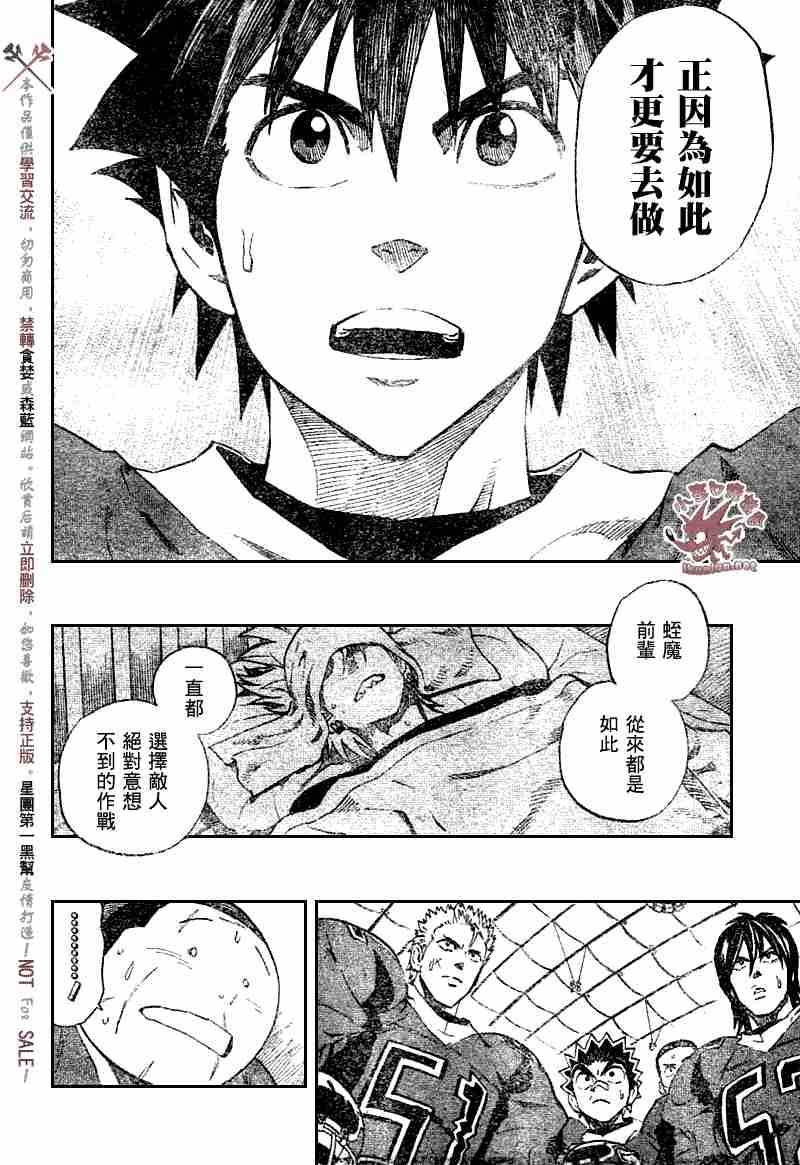 正因為如此
才更要去做
蛭魔
前輩
從來都是
如此
一直都
選擇敵人
絕對意想
不到的作戰
…………
51
52
本作品僅供學習交流，切勿商用，禁轉貪婪或森藍網站。欣賞后請立即刪除，如您喜歡，支持正版。星團第一黑幫友情打造！NOT For SALE！